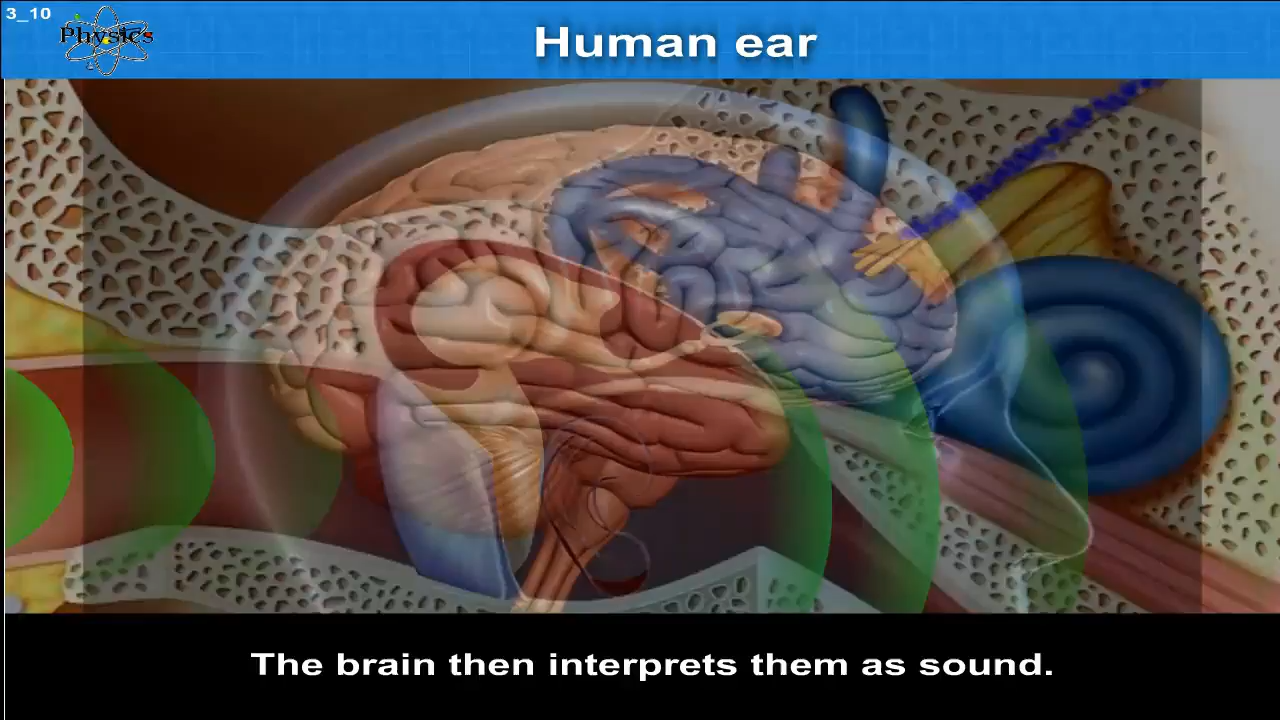 3_10
Physics
Human ear
The brain then interprets them as sound.